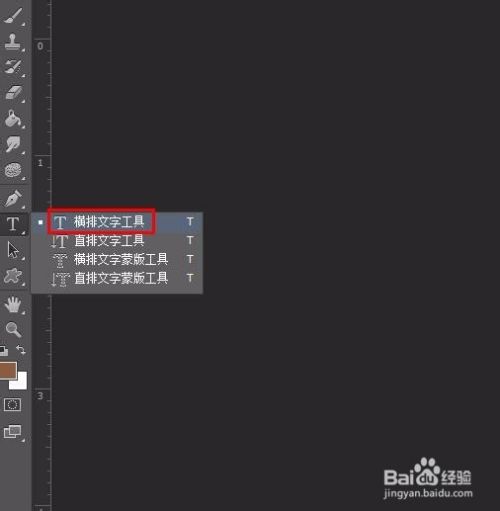 0
1
T 横排文字工具 T
直排文字工具 T
横排文字蒙版工具 T
直排文字蒙版工具 T
3
Baidu经验
jingyan.baidu.com